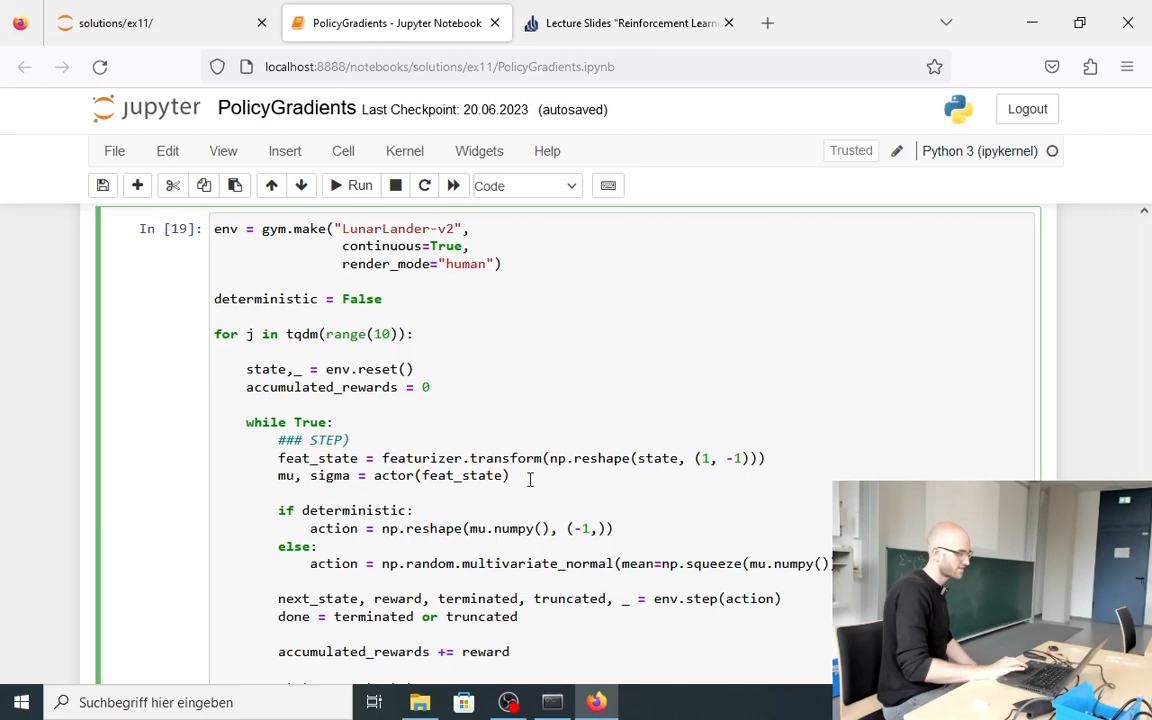 solutions/ex11/
PolicyGradients - Jupyter Notebook
Lecture Slides "Reinforcement Learni
localhost:8888/notebooks/solutions/ex11/PolicyGradients.ipynb
jupyter PolicyGradients Last Checkpoint: 20.06.2023 (autosaved)
Logout
File Edit View Insert Cell Kernel Widgets Help
Trusted
Python 3 (ipykernel)
Run
Code
In [19]:
env = gym.make("LunarLander-v2",
continuous=True,
render_mode="human")
deterministic = False
for j in tqdm(range(10)):
state,_ = env.reset()
accumulated_rewards = 0
while True:
### STEP)
feat_state = featurizer.transform(np.reshape(state, (1, -1)))
mu, sigma = actor(feat_state)
if deterministic:
action = np.reshape(mu.numpy(), (-1,))
else:
action = np.random.multivariate_normal(mean=np.squeeze(mu.numpy()
next_state, reward, terminated, truncated, _ = env.step(action)
done = terminated or truncated
accumulated_rewards += reward
Suchbegriff hier eingeben